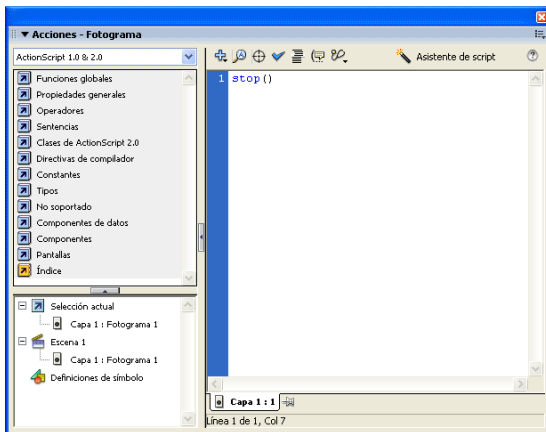 Acciones - Fotograma
ActionScript 1.0 & 2.0
Funciones globales
Propiedades generales
Operadores
Sentencias
Clases de ActionScript 2.0
Directivas de compilador
Constantes
Tipos
No soportado
Componentes de datos
Componentes
Pantallas
Índice
Selección actual
Capa 1 : Fotograma 1
Escena 1
Capa 1 : Fotograma 1
Definiciones de símbolo
Asistente de script
1 stop()
Capa 1 : 1
Línea 1 de 1, Col 7